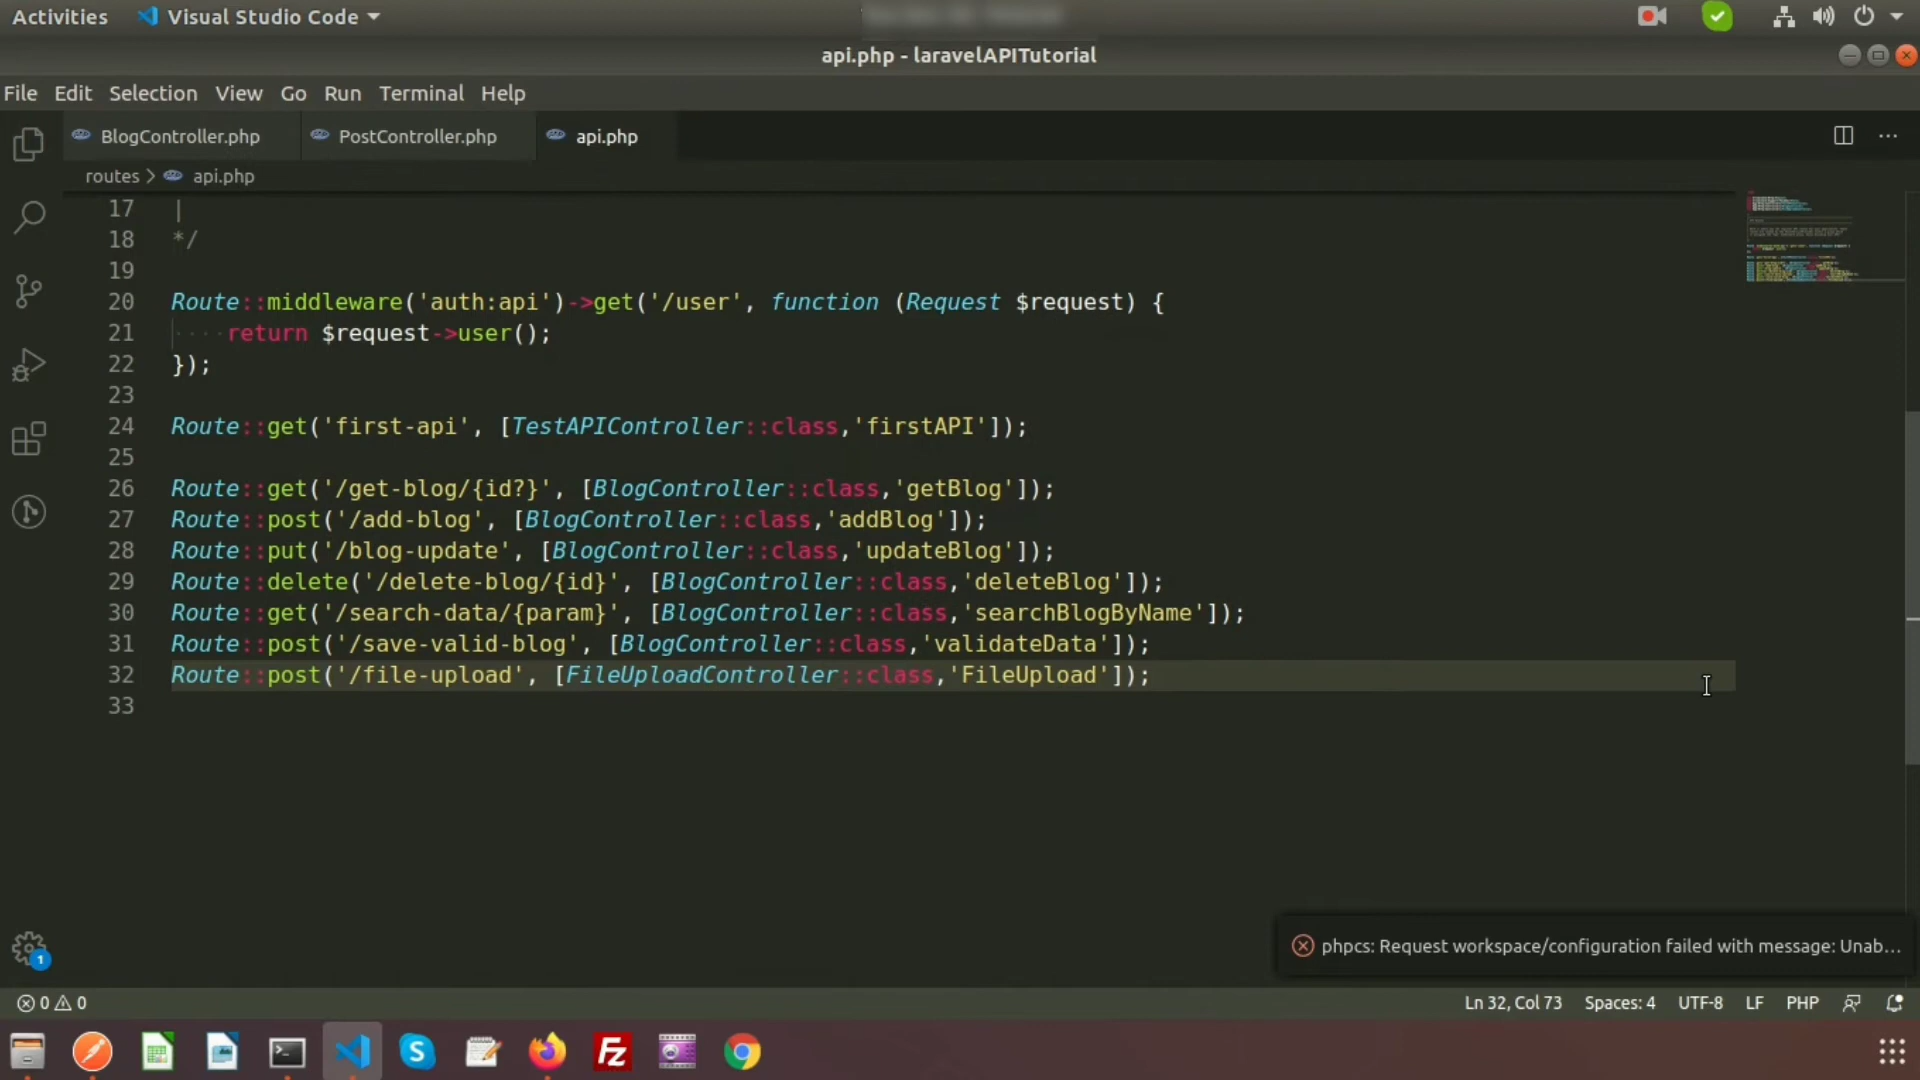 Activities Visual Studio Code
api.php - laravelAPITutorial
File Edit Selection View Go Run Terminal Help
BlogController.php PostController.php api.php
routes > api.php
17 |
18 */
19
20 Route::middleware('auth:api')->get('/user', function (Request $request) {
21 ····return $request->user();
22 });
23
24 Route::get('first-api', [TestAPIController::class,'firstAPI']);
25
26 Route::get('/get-blog/{id?}', [BlogController::class,'getBlog']);
27 Route::post('/add-blog', [BlogController::class,'addBlog']);
28 Route::put('/blog-update', [BlogController::class,'updateBlog']);
29 Route::delete('/delete-blog/{id}', [BlogController::class,'deleteBlog']);
30 Route::get('/search-data/{param}', [BlogController::class,'searchBlogByName']);
31 Route::post('/save-valid-blog', [BlogController::class,'validateData']);
32 Route::post('/file-upload', [FileUploadController::class,'FileUpload']);
33
phpcs: Request workspace/configuration failed with message: Unab...
1
0 0 Ln 32, Col 73 Spaces: 4 UTF-8 LF PHP
S Fz